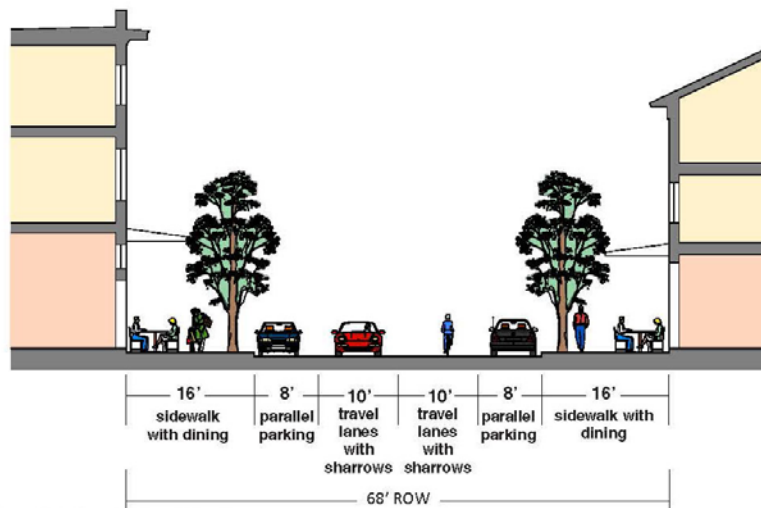 16’ 8’ 10’ 10’ 8’ 16’
sidewalk with dining
parallel parking
travel lanes with sharrows
travel lanes with sharrows
parallel parking
sidewalk with dining
68’ ROW